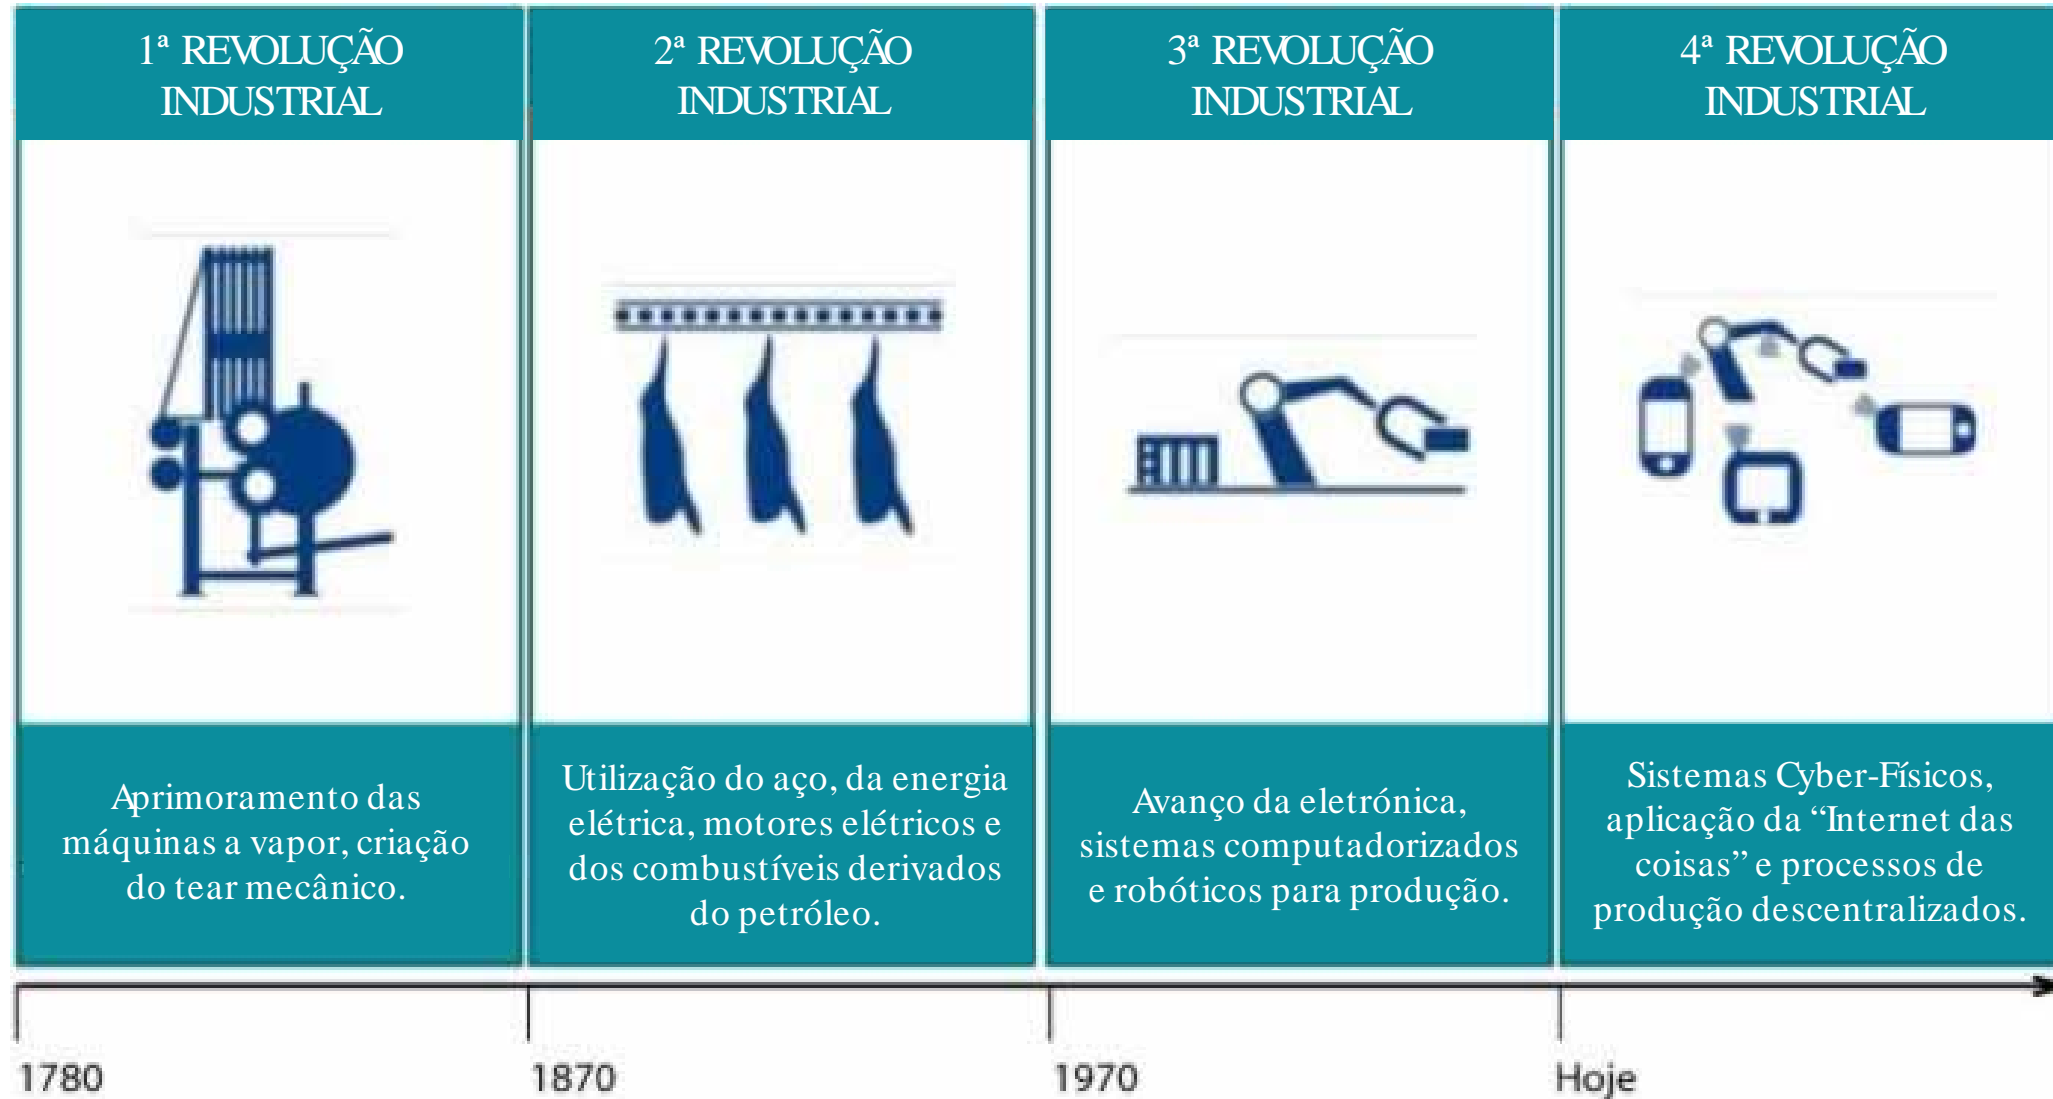 1ª REVOLUÇÃO
INDUSTRIAL
Aprimoramento das
máquinas a vapor, criação
do tear mecânico.
2ª REVOLUÇÃO
INDUSTRIAL
Utilização do aço, da energia
elétrica, motores elétricos e
dos combustíveis derivados
do petróleo.
3ª REVOLUÇÃO
INDUSTRIAL
Avanço da eletrónica,
sistemas computadorizados
e robóticos para produção.
4ª REVOLUÇÃO
INDUSTRIAL
Sistemas Cyber-Físicos,
aplicação da “Internet das
coisas” e processos de
produção descentralizados.
1780
1870
1970
Hoje